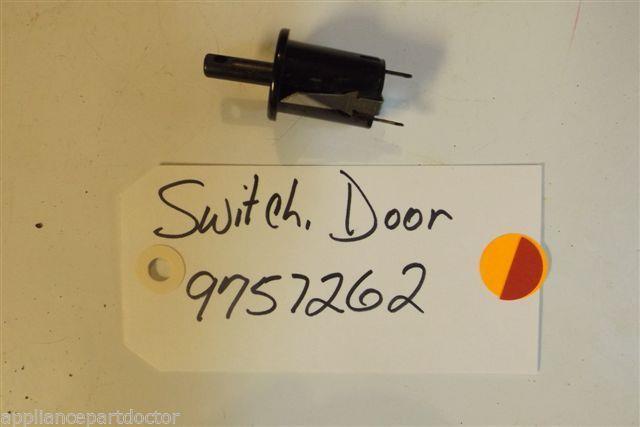 Switch, Door
9757262
appliancepartdoctor